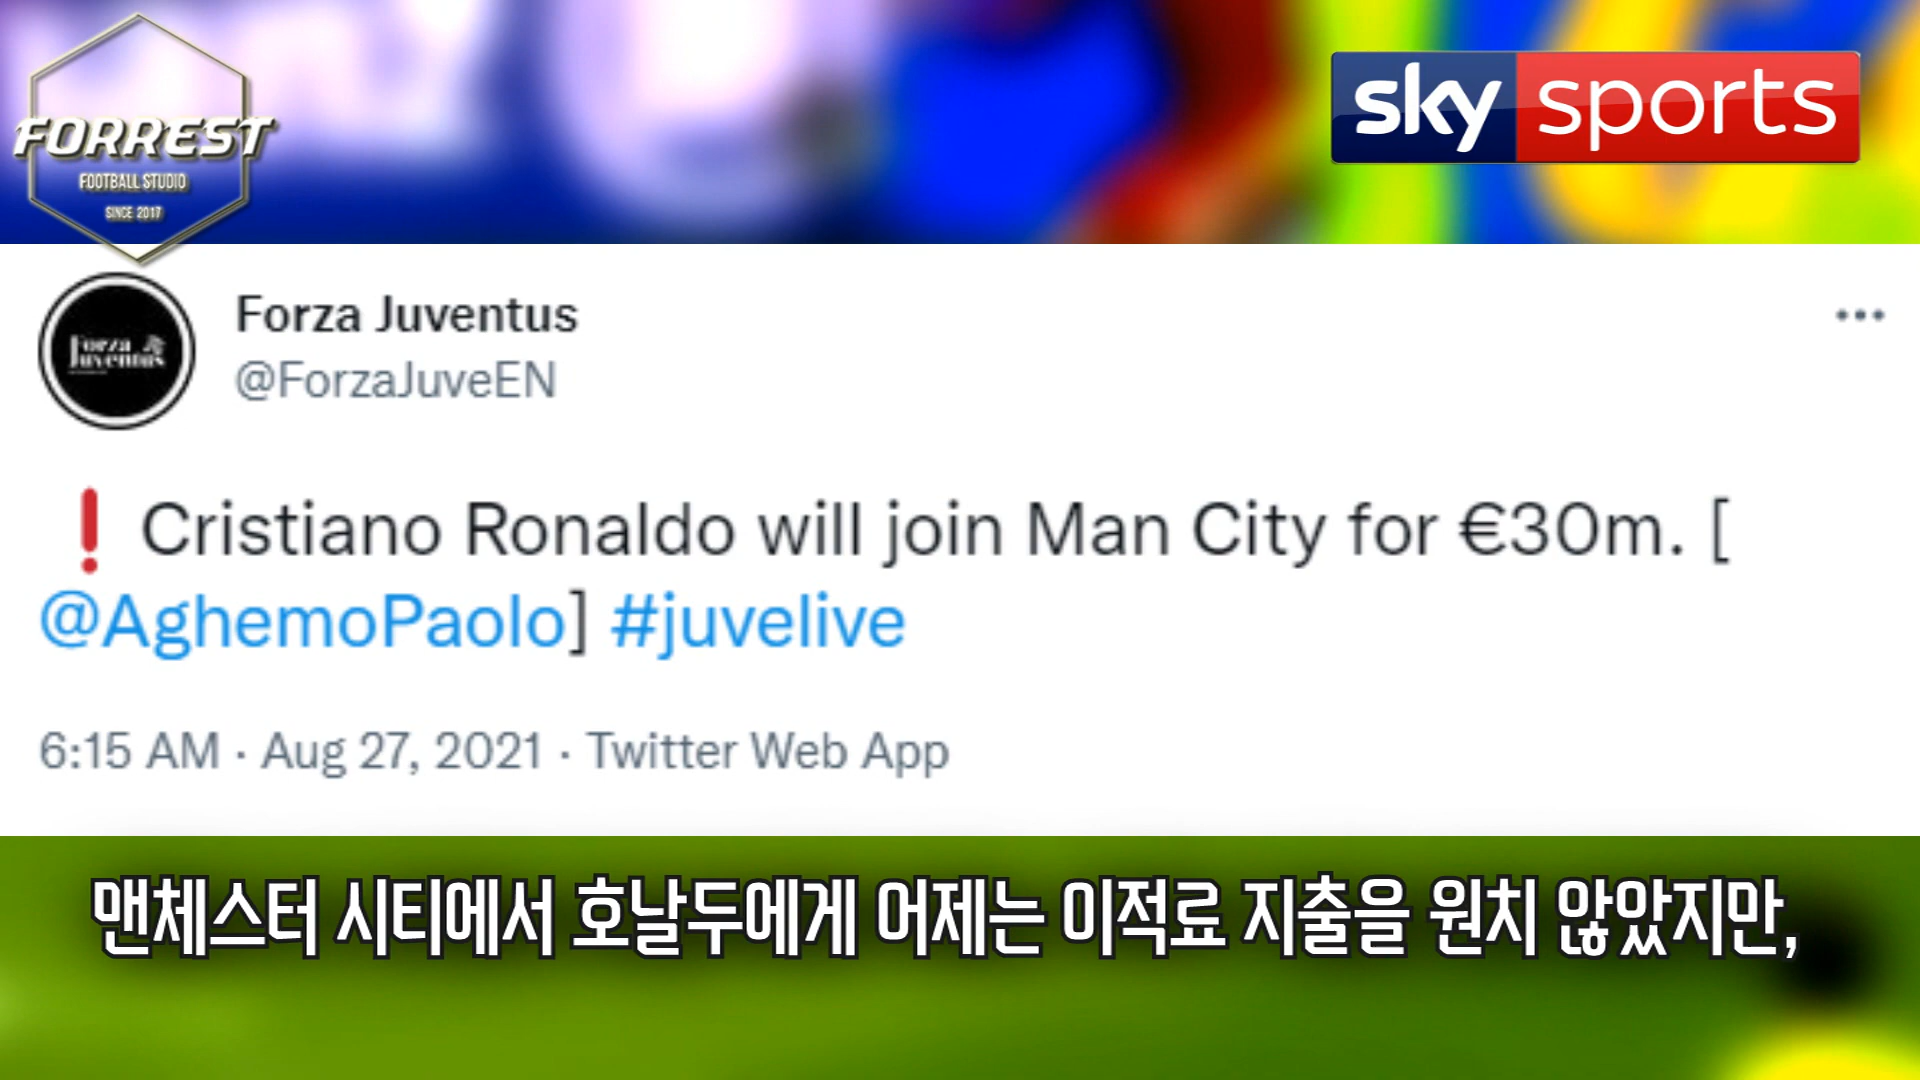 FORREST
FOOTBALL STUDIO
SINCE 2017
sky sports
Forza Juventus
Forza Juventus
@ForzaJuveEN
❗ Cristiano Ronaldo will join Man City for €30m. [
@AghemoPaolo] #juvelive
6:15 AM · Aug 27, 2021 · Twitter Web App
맨체스터 시티에서 호날두에게 어제는 이적료 지출을 원치 않았지만,